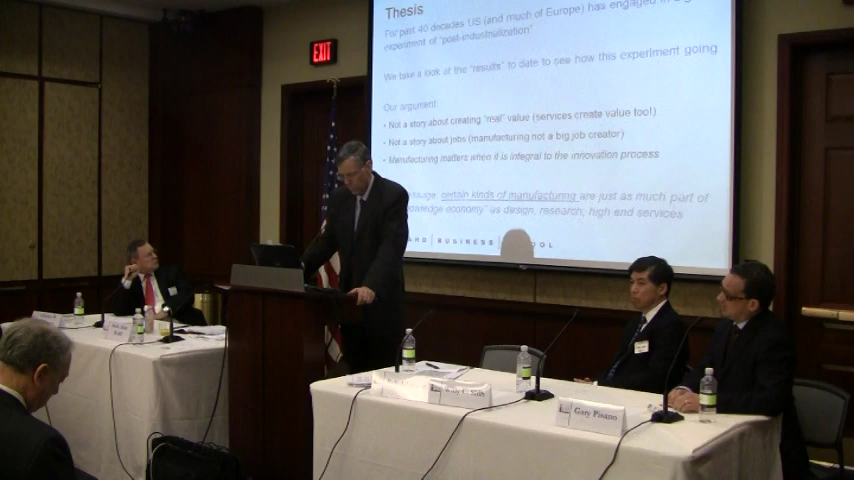 Thesis
For past 40 decades US (and much of Europe) has engaged in
experiment of "post-industrialization"
We take a look at the "results" to date to see how this experiment going
Our argument:
• Not a story about creating "real" value (services create value too!)
• Not a story about jobs (manufacturing not a big job creator)
• Manufacturing matters when it is integral to the innovation process
certain kinds of manufacturing are just as much part of
economy" as design, research, high end services
BUSINESS
EXIT
Gary Pisano